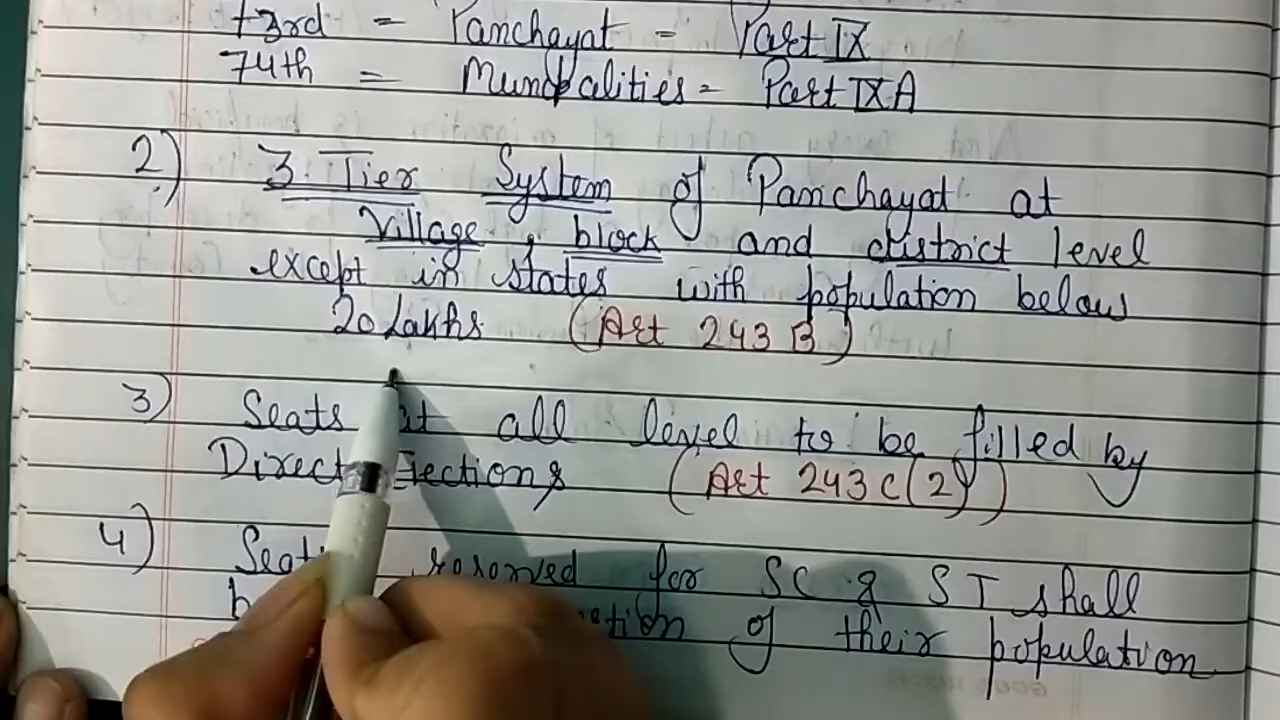 73rd = Panchayat - Part IX
74th = Muncipalities = Part IXA
2) 3 Tier System of Panchayat at
Village, block and district level
except in states with population below
20 Lakhs (Art 243 B)
3) Seats at all level to be filled by
Direct Elections (Art 243 C(2))
4) reserved for SC & ST shall
of their population